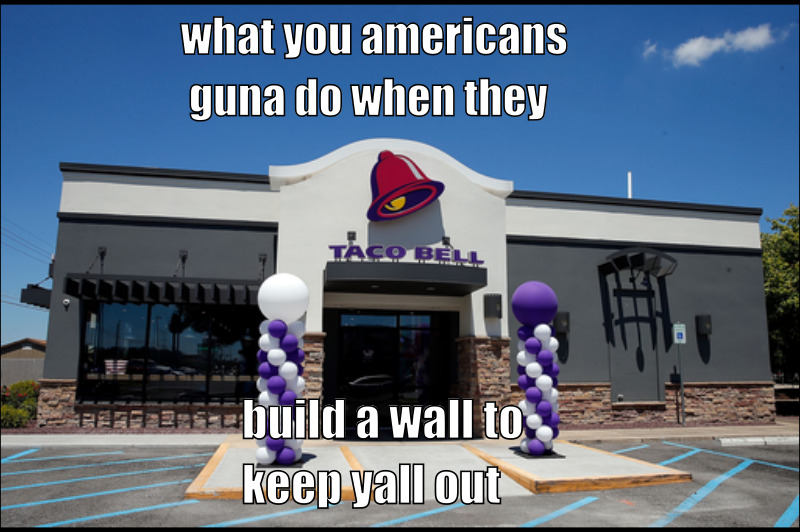 what you americans
guna do when they
TACO BELL
build a wall to
keep yall out